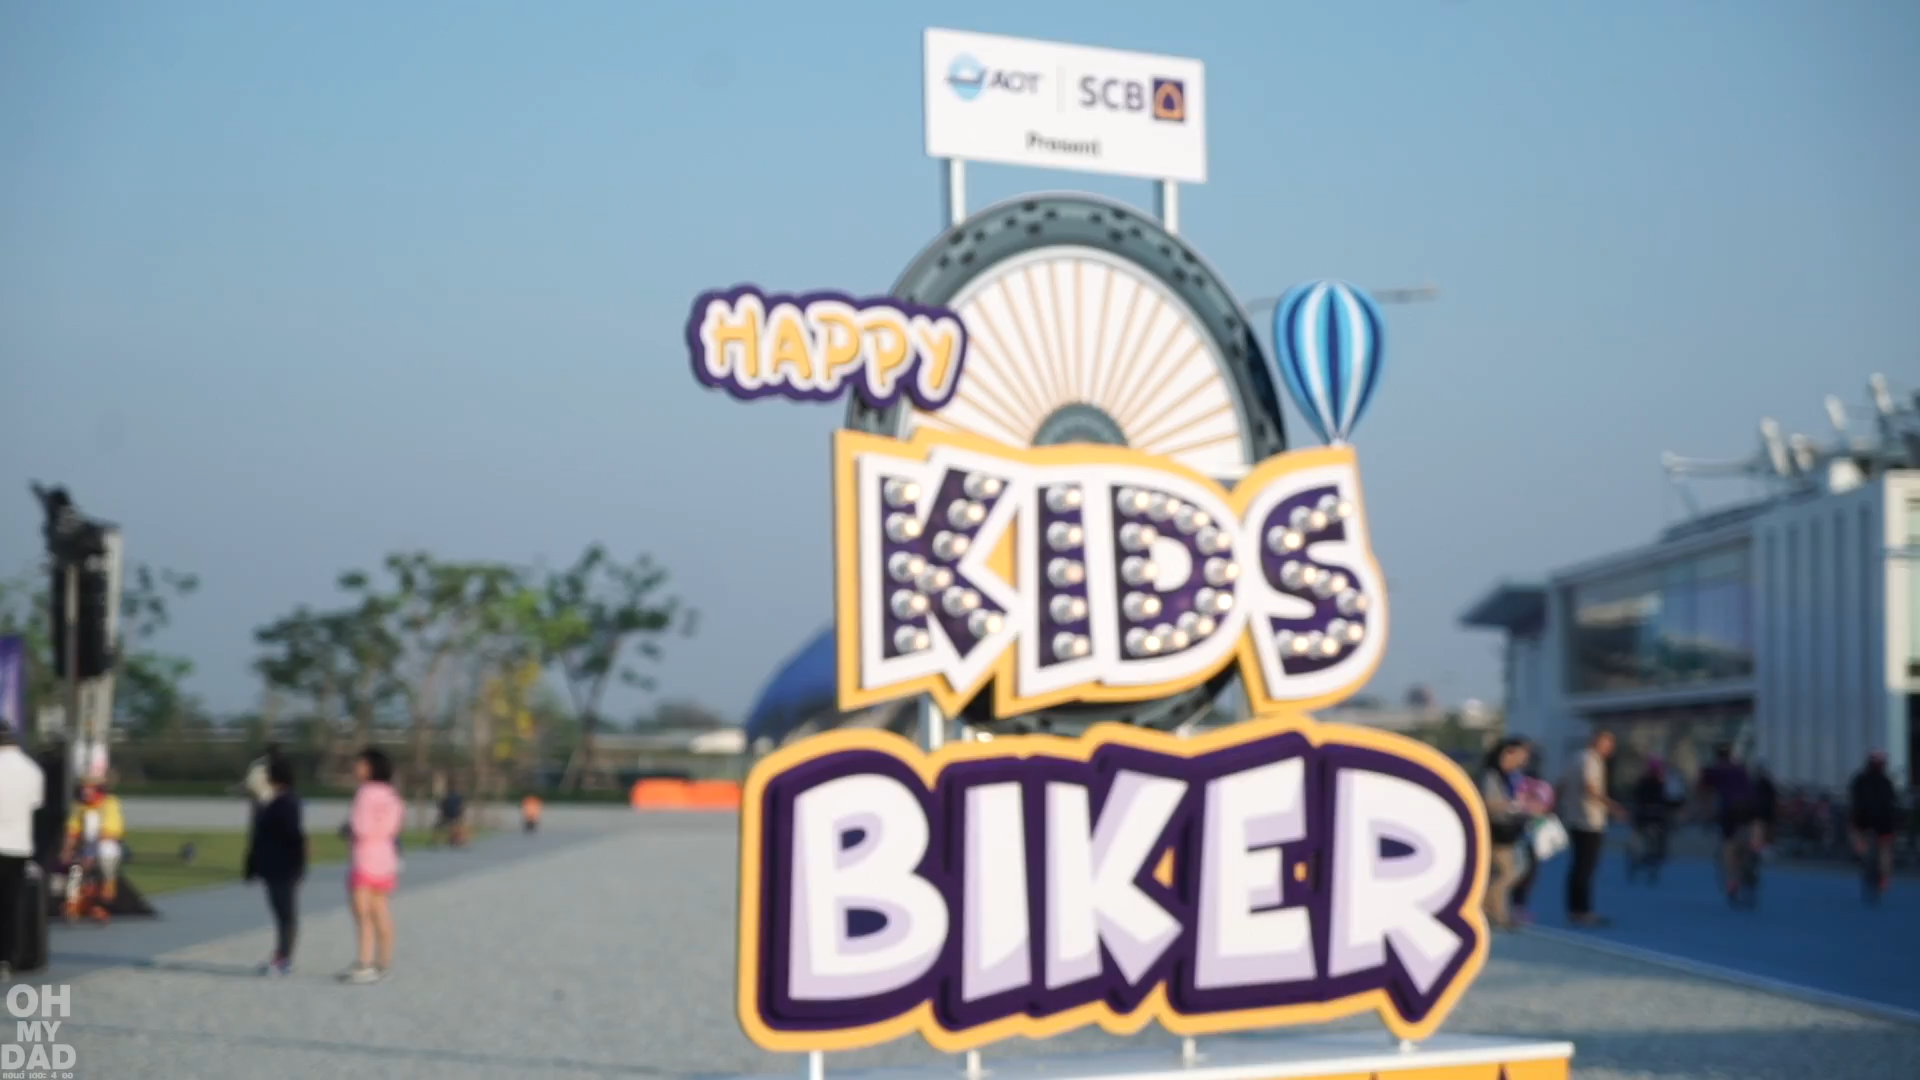 AOT | SCB
Present
HAPPY
KIDS
BIKER
OH
MY
DAD